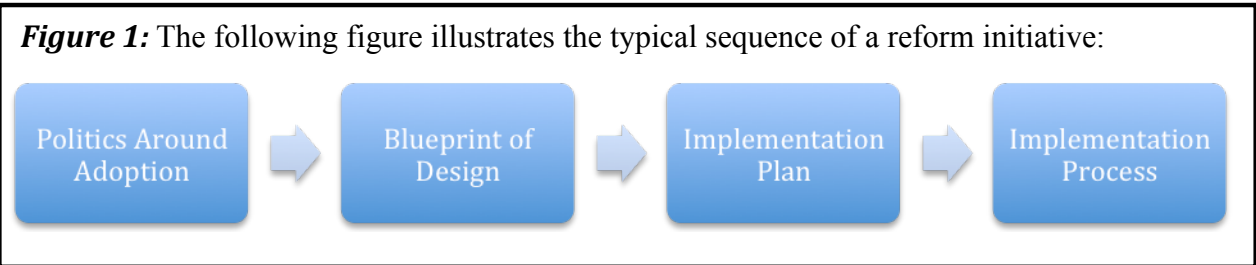 Figure 1: The following figure illustrates the typical sequence of a reform initiative:
Politics Around
Adoption
Blueprint of
Design
Implementation
Plan
Implementation
Process